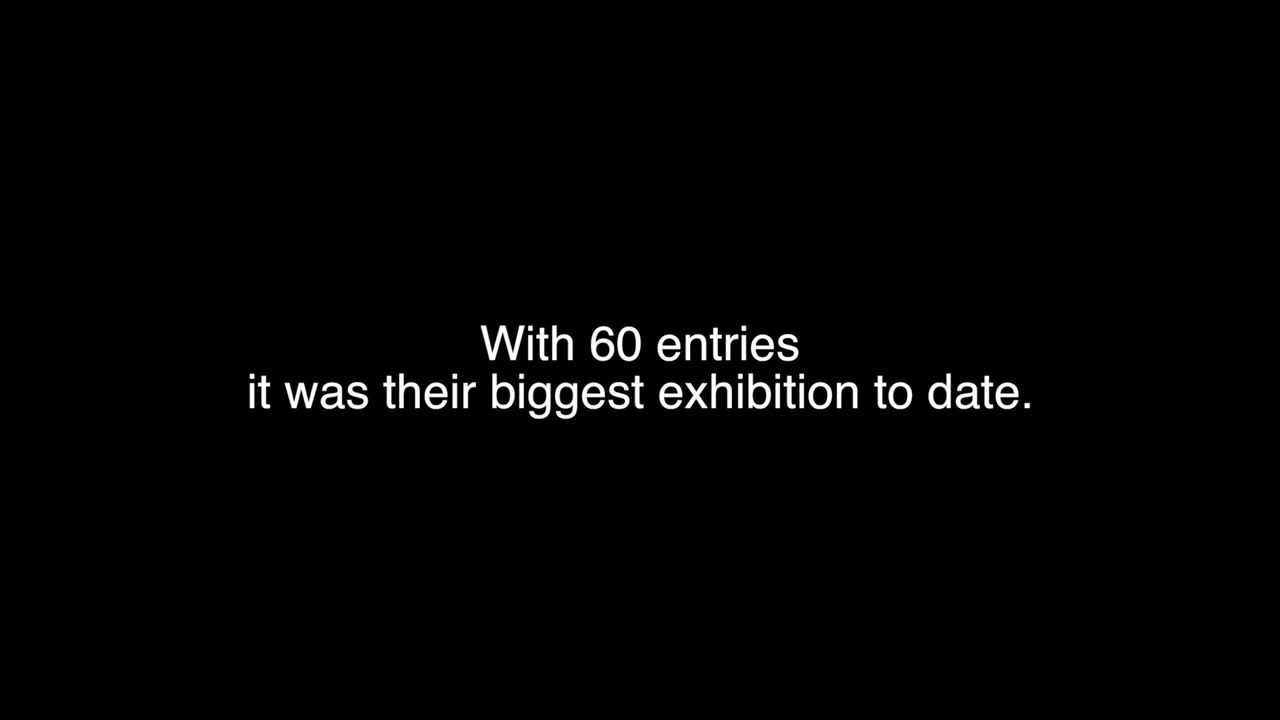 With 60 entries
it was their biggest exhibition to date.